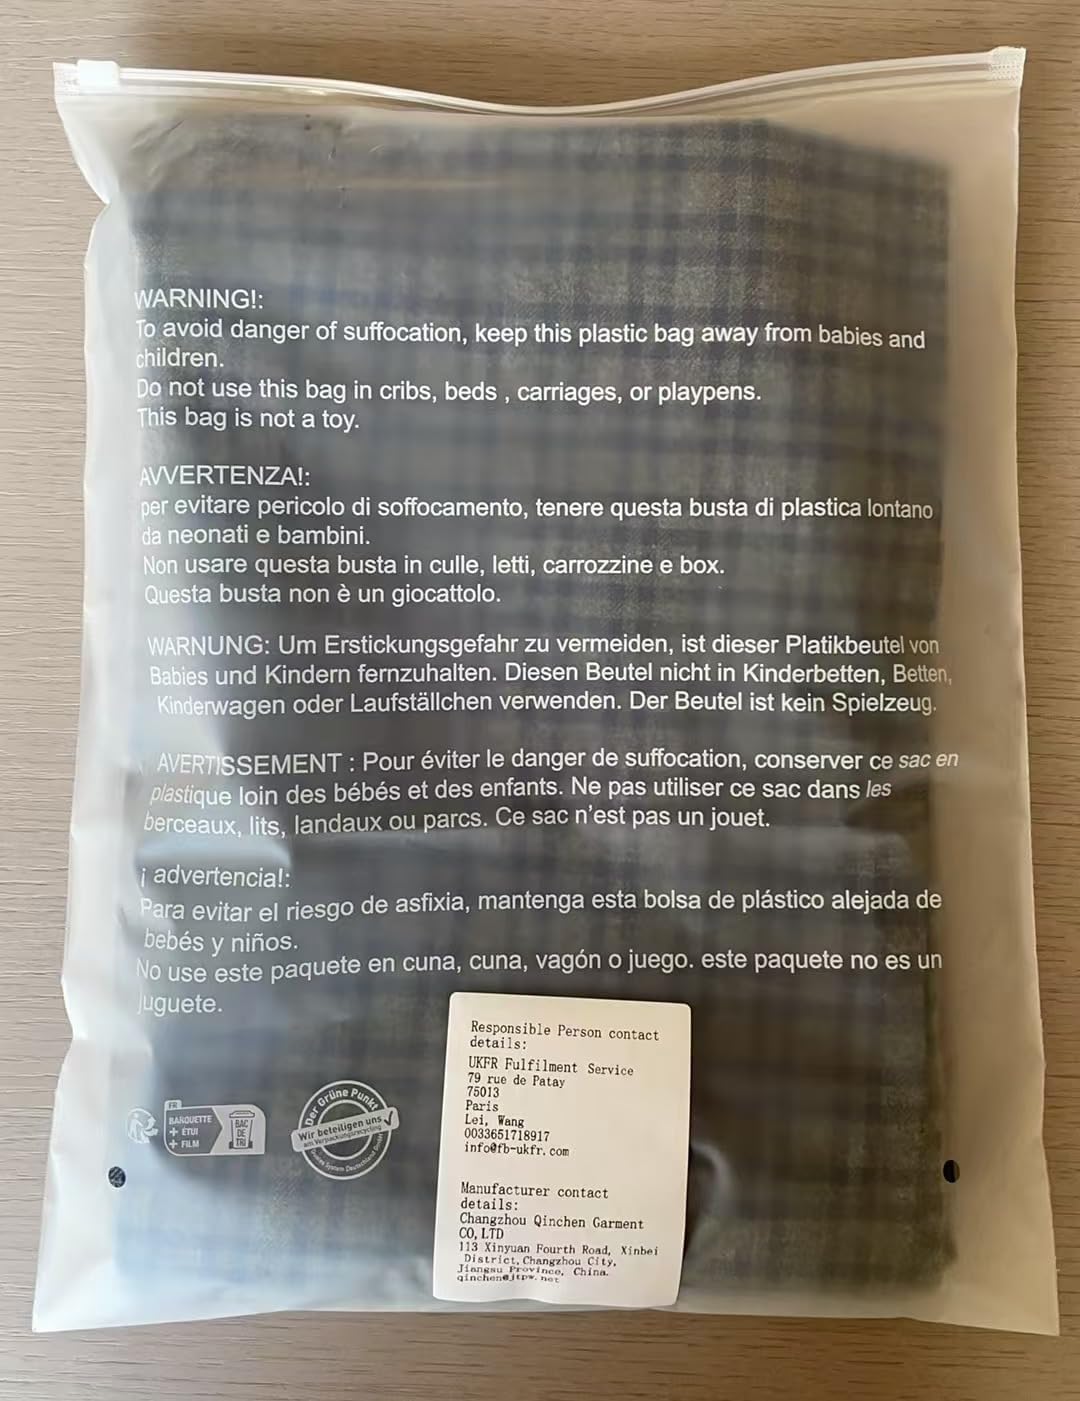 WARNING!:
To avoid danger of suffocation, keep this plastic bag away from babies and
children.
Do not use this bag in cribs, beds , carriages, or playpens.
This bag is not a toy.
AVVERTENZA!:
per evitare pericolo di soffocamento, tenere questa busta di plastica lontano
da neonati e bambini.
Non usare questa busta in culle, letti, carrozzine e box.
Questa busta non è un giocattolo.
WARNUNG: Um Erstickungsgefahr zu vermeiden, ist dieser Platikbeutel von
Babies und Kindern fernzuhalten. Diesen Beutel nicht in Kinderbetten, Betten,
Kinderwagen oder Laufställchen verwenden. Der Beutel ist kein Spielzeug.
AVERTISSEMENT : Pour éviter le danger de suffocation, conserver ce sac en
plastique loin des bébés et des enfants. Ne pas utiliser ce sac dans les
berceaux, lits, landaux ou parcs. Ce sac n'est pas un jouet.
¡ advertencia!:
Para evitar el riesgo de asfixia, mantenga esta bolsa de plástico alejada de
bebés y niños.
No use este paquete en cuna, cuna, vagón o juego. este paquete no es un
juguete.
FR
BARQUETTE
+ ÉTUI
+ FILM
BAC
DE
TRI
Der Grüne Punkt
Wir beteiligen uns
am Verpackungsrecycling
Duales System Deutschland GmbH
Responsible Person contact
details:
UKFR Fulfilment Service
79 rue de Patay
75013
Paris
Lei, Wang
0033651718917
info@fb-ukfr.com
Manufacturer contact
details:
Changzhou Qinchen Garment
CO, LTD
113 Xinyuan Fourth Road, Xinbei
District, Changzhou City,
Jiangsu Province, China.
qinchen@jtpw.net